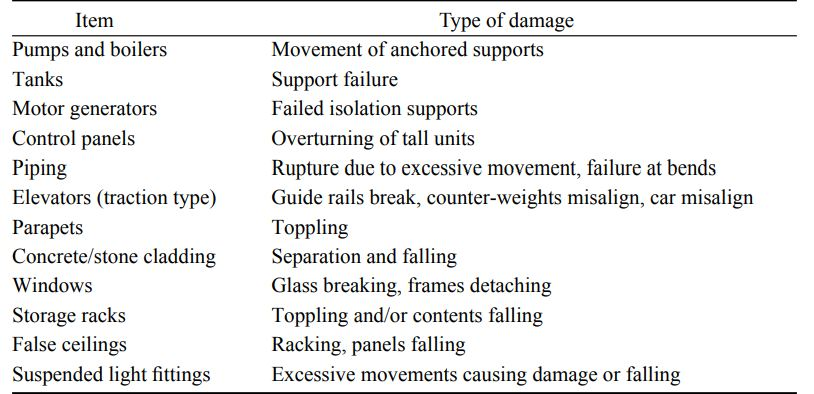 Item Type of damage
Pumps and boilers Movement of anchored supports
Tanks Support failure
Motor generators Failed isolation supports
Control panels Overturning of tall units
Piping Rupture due to excessive movement, failure at bends
Elevators (traction type) Guide rails break, counter-weights misalign, car misalign
Parapets Toppling
Concrete/stone cladding Separation and falling
Windows Glass breaking, frames detaching
Storage racks Toppling and/or contents falling
False ceilings Racking, panels falling
Suspended light fittings Excessive movements causing damage or falling